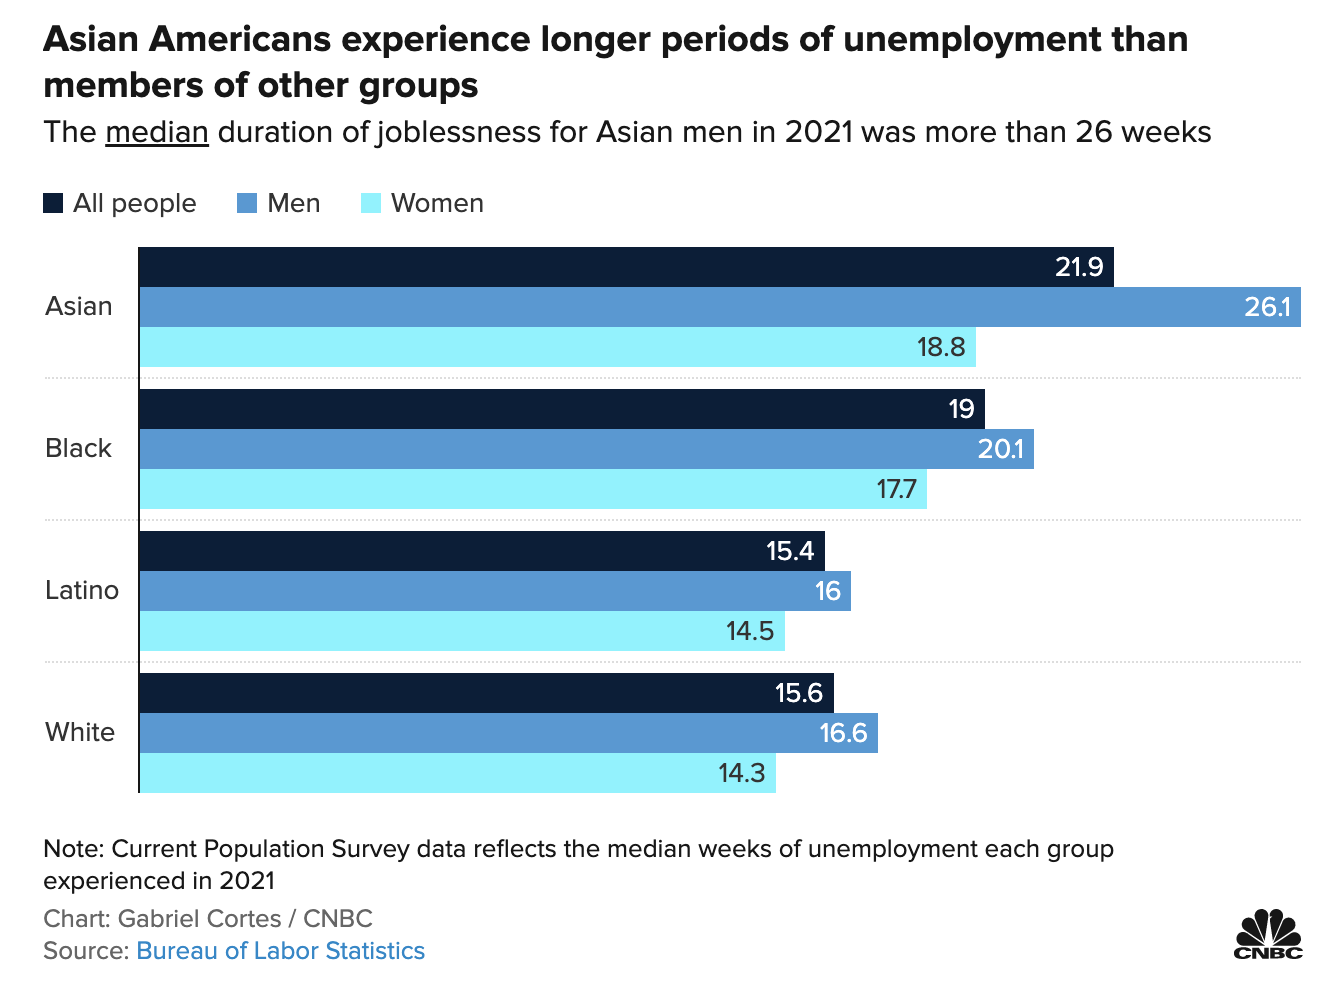 Asian Americans experience longer periods of unemployment than
members of other groups
The median duration of joblessness for Asian men in 2021 was more than 26 weeks
All people Men Women
Asian
21.9
26.1
18.8
Black
19
20.1
17.7
Latino
15.4
16
14.5
White
15.6
16.6
14.3
Note: Current Population Survey data reflects the median weeks of unemployment each group
experienced in 2021
Chart: Gabriel Cortes / CNBC
Source: Bureau of Labor Statistics
CNBC